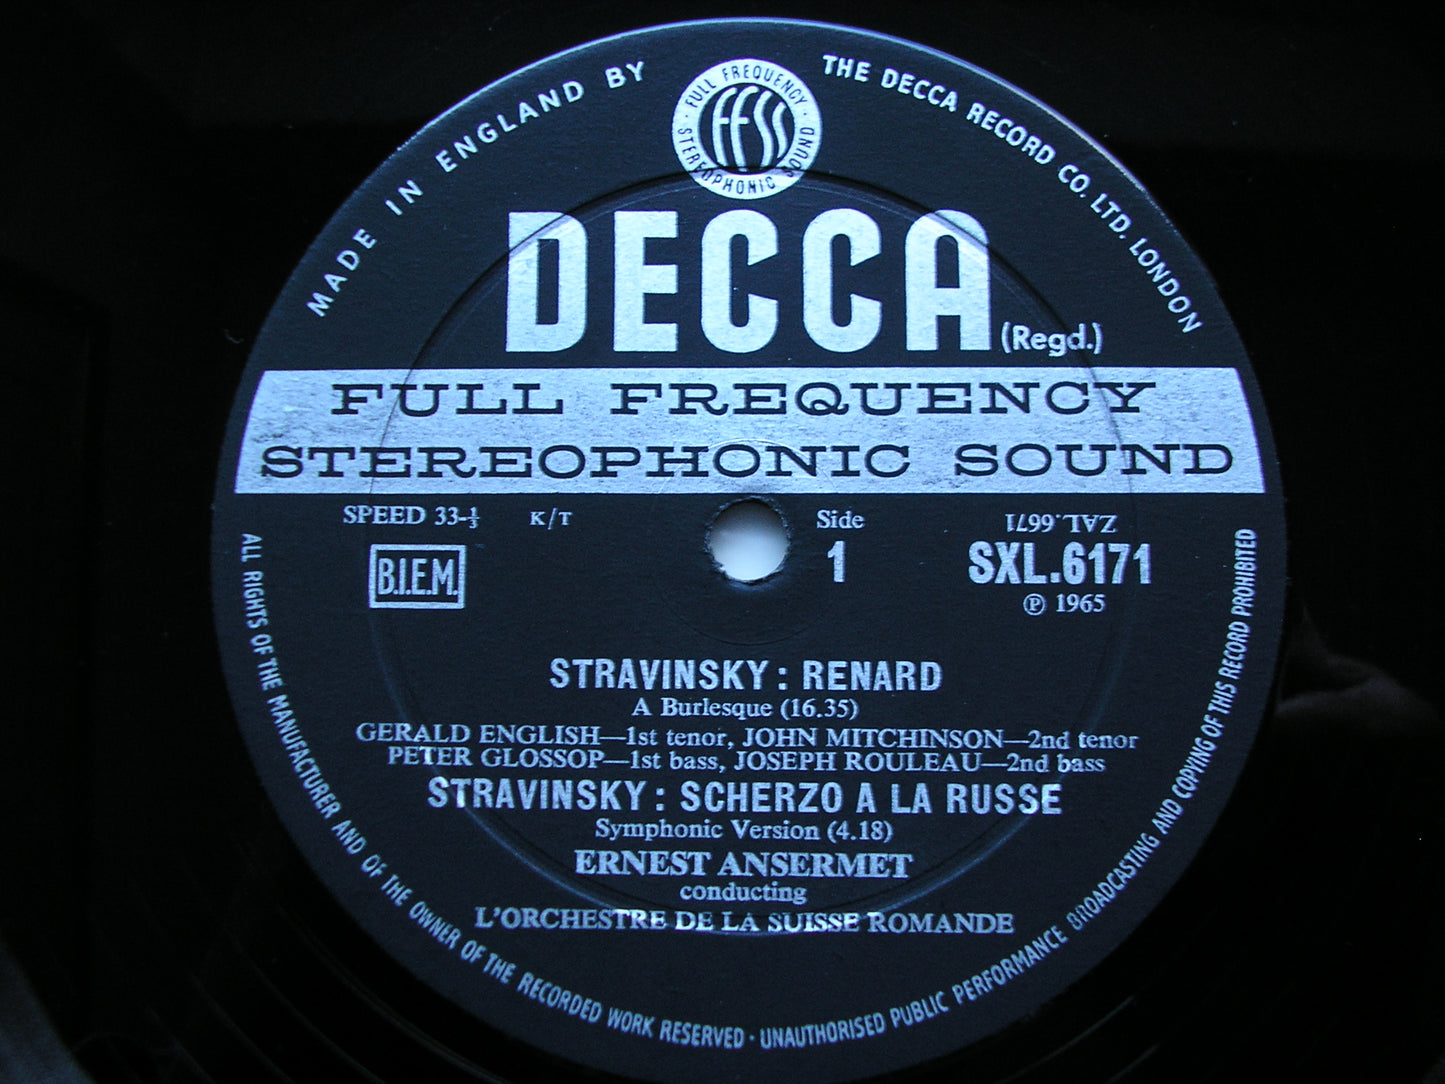 MADE IN ENGLAND BY
THE DECCA RECORD CO. LTD. LONDON
FULL FREQUENCY
FFSS
STEREOPHONIC SOUND
DECCA (Regd.)
FULL FREQUENCY
STEREOPHONIC SOUND
SPEED 33-⅓ K/T
Side
1
ZAL.6671
SXL.6171
℗ 1965
B.I.E.M.
STRAVINSKY : RENARD
A Burlesque (16.35)
GERALD ENGLISH—1st tenor, JOHN MITCHINSON—2nd tenor
PETER GLOSSOP—1st bass, JOSEPH ROULEAU—2nd bass
STRAVINSKY : SCHERZO A LA RUSSE
Symphonic Version (4.18)
ERNEST ANSERMET
conducting
L'ORCHESTRE DE LA SUISSE ROMANDE
ALL RIGHTS OF THE MANUFACTURER AND OF THE OWNER OF THE RECORDED WORK RESERVED · UNAUTHORISED PUBLIC PERFORMANCE BROADCASTING AND COPYING OF THIS RECORD PROHIBITED